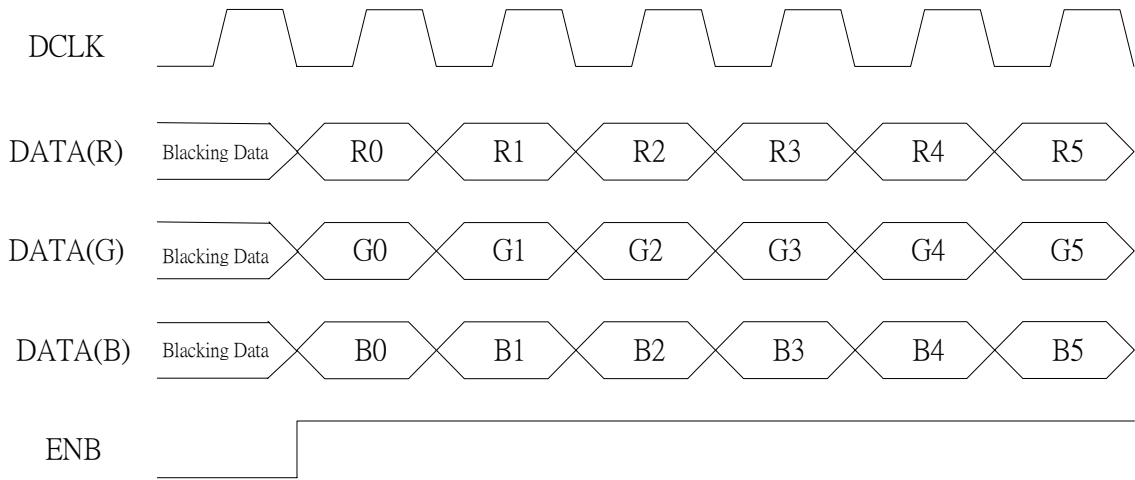 DCLK
DATA(R) Blacking Data R0 R1 R2 R3 R4 R5
DATA(G) Blacking Data G0 G1 G2 G3 G4 G5
DATA(B) Blacking Data B0 B1 B2 B3 B4 B5
ENB